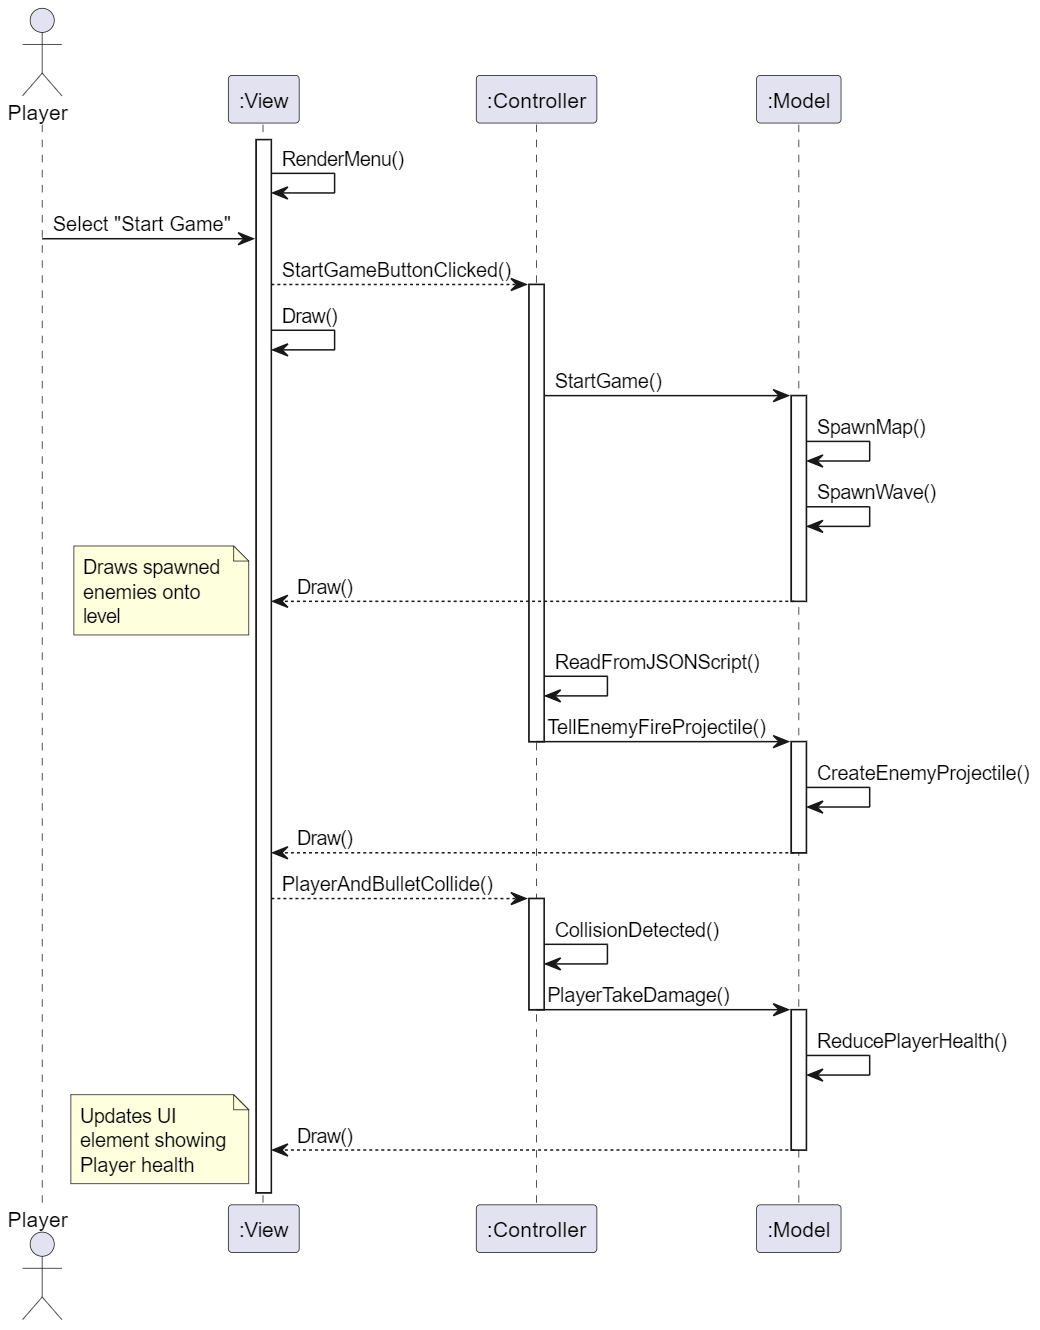 Player
:View
:Controller
:Model
RenderMenu()
Select "Start Game"
StartGameButtonClicked()
Draw()
StartGame()
SpawnMap()
SpawnWave()
Draws spawned
enemies onto
level
Draw()
ReadFromJSONScript()
TellEnemyFireProjectile()
CreateEnemyProjectile()
Draw()
PlayerAndBulletCollide()
CollisionDetected()
PlayerTakeDamage()
ReducePlayerHealth()
Updates UI
element showing
Player health
Draw()
Player
:View
:Controller
:Model